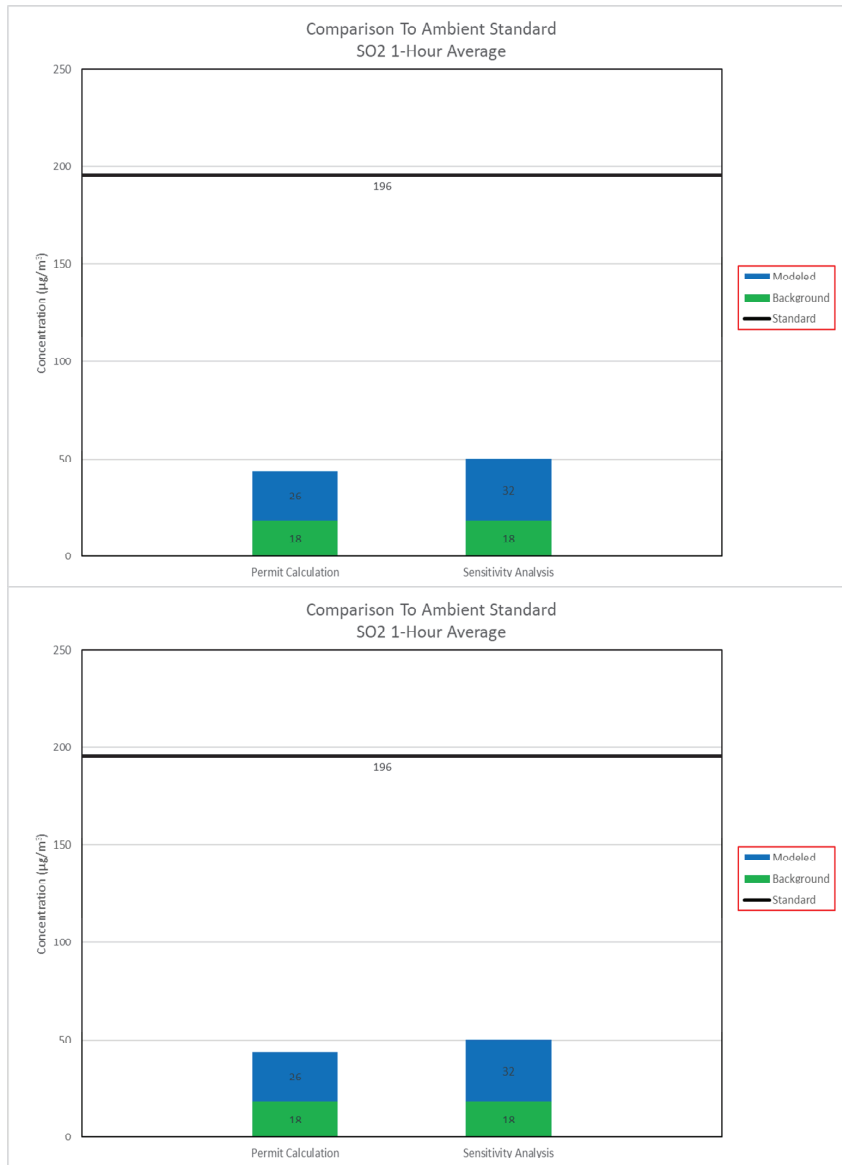 Comparison To Ambient Standard
SO2 1-Hour Average
250
200
196
150
100
50
0
Concentration (µg/m³)
26
32
18
18
Permit Calculation
Sensitivity Analysis
Modeled
Background
Standard
Comparison To Ambient Standard
SO2 1-Hour Average
250
200
196
150
100
50
0
Concentration (µg/m³)
26
32
18
18
Permit Calculation
Sensitivity Analysis
Modeled
Background
Standard